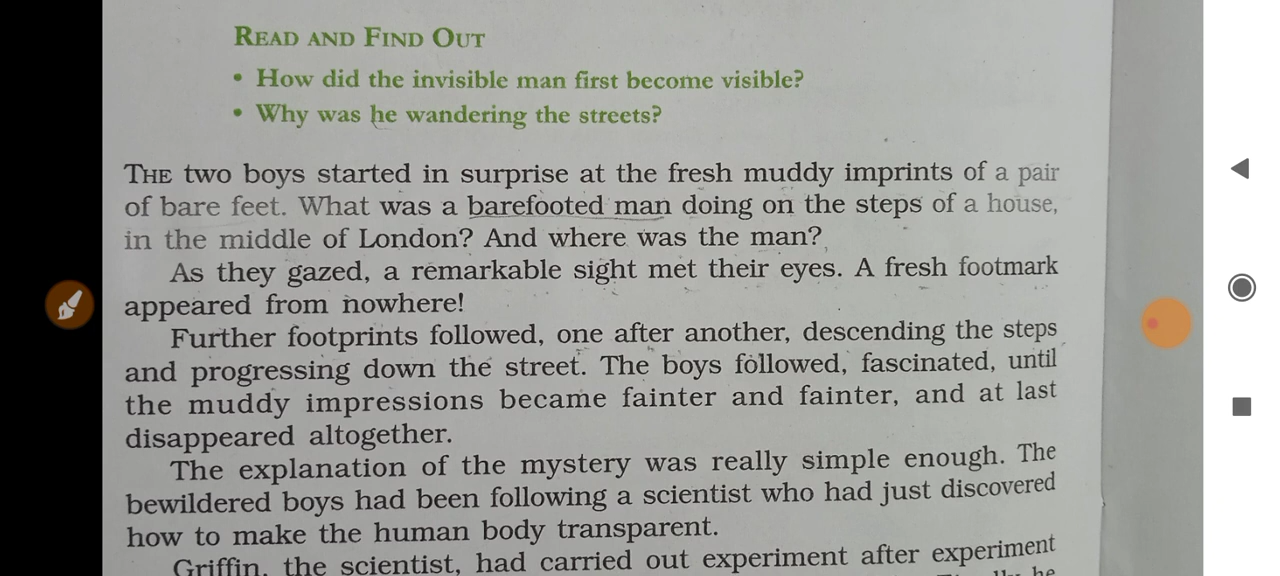 READ AND FIND OUT
• How did the invisible man first become visible?
• Why was he wandering the streets?
THE two boys started in surprise at the fresh muddy imprints of a pair
of bare feet. What was a barefooted man doing on the steps of a house,
in the middle of London? And where was the man?
As they gazed, a remarkable sight met their eyes. A fresh footmark
appeared from nowhere!
Further footprints followed, one after another, descending the steps
and progressing down the street. The boys followed, fascinated, until
the muddy impressions became fainter and fainter, and at last
disappeared altogether.
The explanation of the mystery was really simple enough. The
bewildered boys had been following a scientist who had just discovered
how to make the human body transparent.
Griffin, the scientist, had carried out experiment after experiment
he